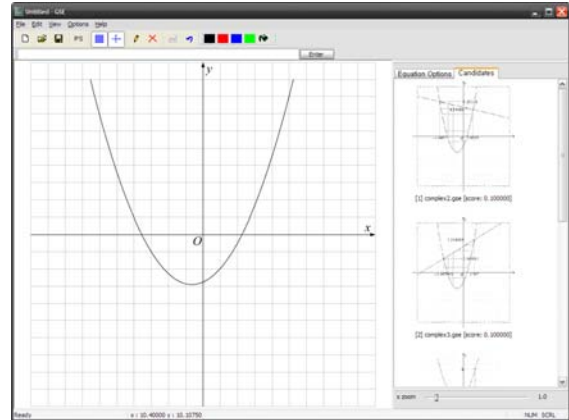 Untitled - GSE
File Edit View Options Help
Enter
y
x
O
Equation Options Candidates
[1] complex2.gse [score: 0.100000]
[2] complex3.gse [score: 0.100000]
x zoom 1.0
Ready x : 10.40000 y : 10.10750 NUM SCRL